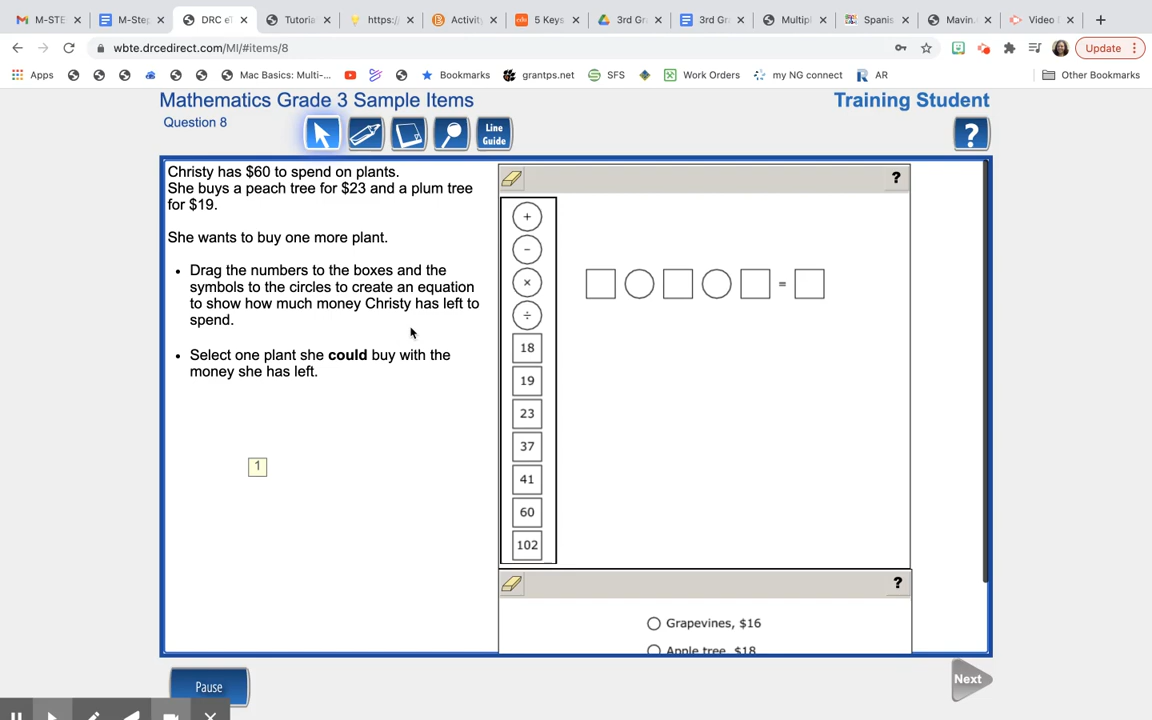 M-STE
M-Step
DRC eT
Tutoria
https:/
Activity
5 Keys
3rd Gra
3rd Gra
Multipl
Spanis
Mavin.
Video
wbte.drcedirect.com/MI/#items/8
Update
Apps
Mac Basics: Multi-...
Bookmarks
grantps.net
SFS
Work Orders
my NG connect
AR
Other Bookmarks
Mathematics Grade 3 Sample Items
Training Student
Question 8
Line
Guide
?
Christy has $60 to spend on plants.
She buys a peach tree for $23 and a plum tree
for $19.
She wants to buy one more plant.
• Drag the numbers to the boxes and the
symbols to the circles to create an equation
to show how much money Christy has left to
spend.
• Select one plant she could buy with the
money she has left.
1
?
+
−
×
÷
18
19
23
37
41
60
102
=
?
Grapevines, $16
Apple tree, $18
Pause
Next